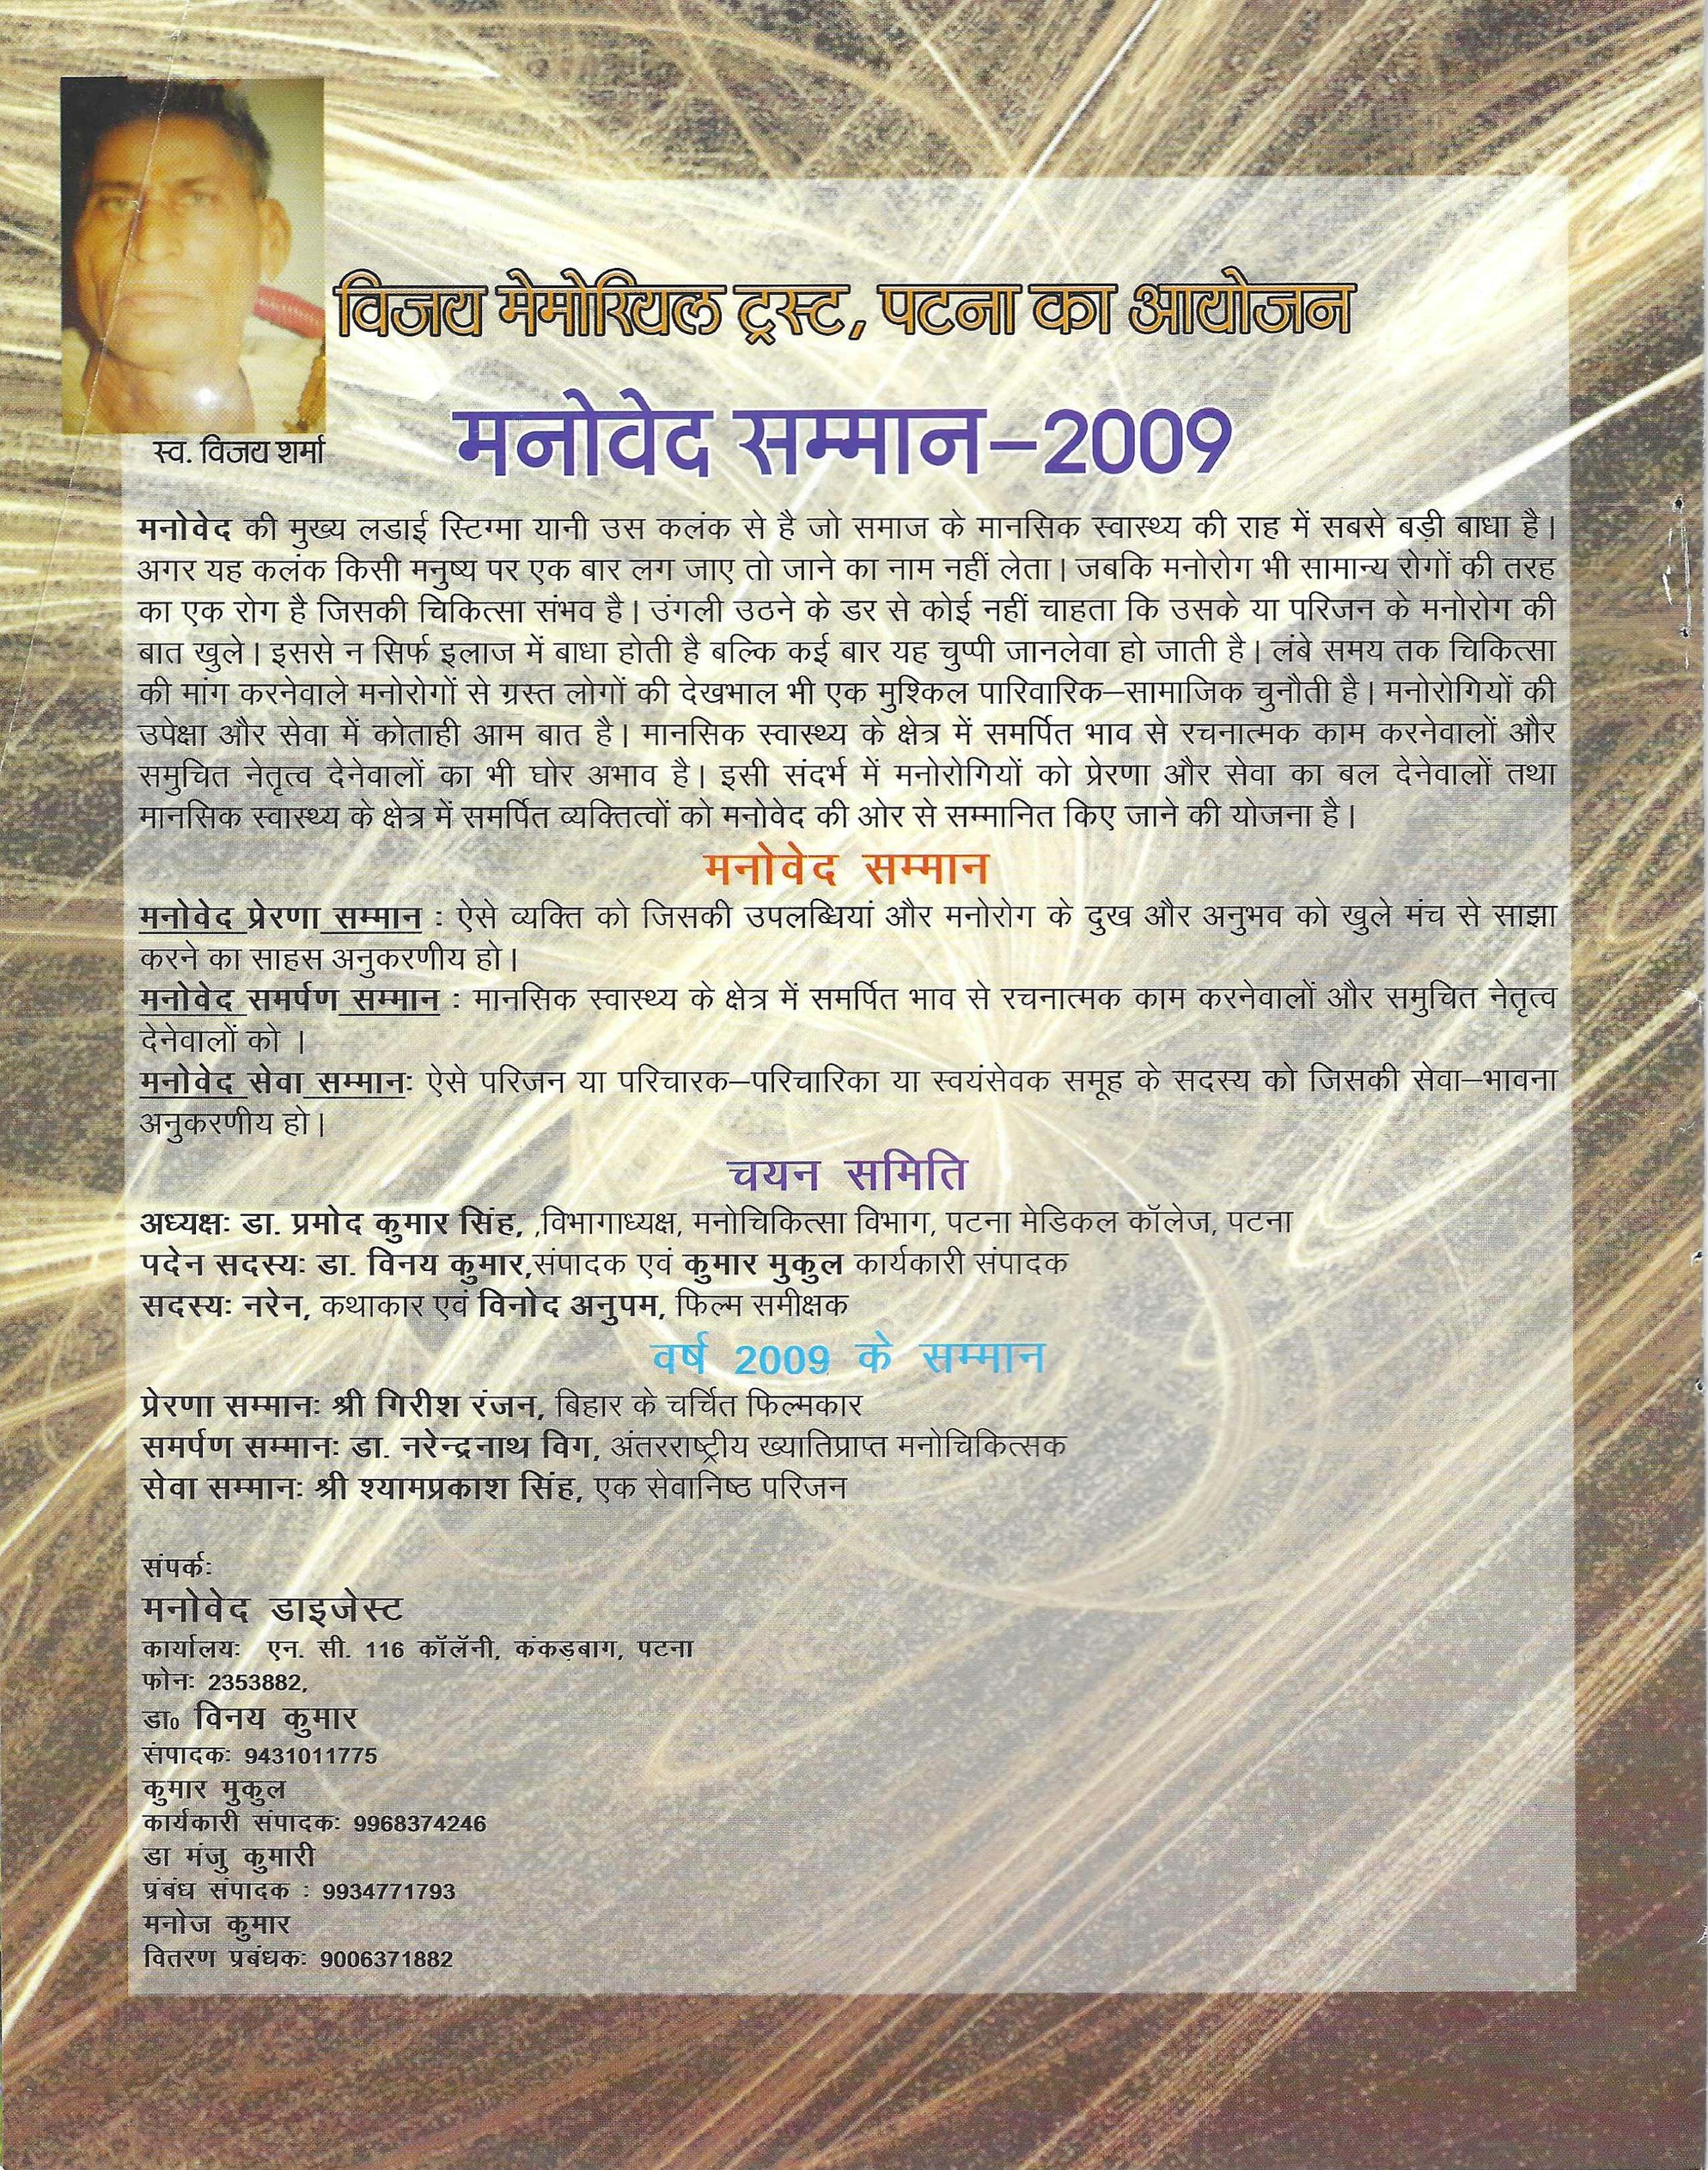 विजय मेमोरियल ट्रस्ट, पटना का आयोजन
स्व. विजय शर्मा
मनोवेद सम्मान–2009
मनोवेद की मुख्य लडाई स्टिग्मा यानी उस कलंक से है जो समाज के मानसिक स्वास्थ्य की राह में सबसे बड़ी बाधा है।
अगर यह कलंक किसी मनुष्य पर एक बार लग जाए तो जाने का नाम नहीं लेता। जबकि मनोरोग भी सामान्य रोगों की तरह
का एक रोग है जिसकी चिकित्सा संभव है। उंगली उठने के डर से कोई नहीं चाहता कि उसके या परिजन के मनोरोग की
बात खुले। इससे न सिर्फ इलाज में बाधा होती है बल्कि कई बार यह चुप्पी जानलेवा हो जाती है। लंबे समय तक चिकित्सा
की मांग करनेवाले मनोरोगों से ग्रस्त लोगों की देखभाल भी एक मुश्किल पारिवारिक–सामाजिक चुनौती है। मनोरोगियों की
उपेक्षा और सेवा में कोताही आम बात है। मानसिक स्वास्थ्य के क्षेत्र में समर्पित भाव से रचनात्मक काम करनेवालों और
समुचित नेतृत्व देनेवालों का भी घोर अभाव है। इसी संदर्भ में मनोरोगियों को प्रेरणा और सेवा का बल देनेवालों तथा
मानसिक स्वास्थ्य के क्षेत्र में समर्पित व्यक्तित्वों को मनोवेद की ओर से सम्मानित किए जाने की योजना है।
मनोवेद सम्मान
मनोवेद प्रेरणा सम्मान : ऐसे व्यक्ति को जिसकी उपलब्धियां और मनोरोग के दुख और अनुभव को खुले मंच से साझा
करने का साहस अनुकरणीय हो।
मनोवेद समर्पण सम्मान : मानसिक स्वास्थ्य के क्षेत्र में समर्पित भाव से रचनात्मक काम करनेवालों और समुचित नेतृत्व
देनेवालों को ।
मनोवेद सेवा सम्मान: ऐसे परिजन या परिचारक–परिचारिका या स्वयंसेवक समूह के सदस्य को जिसकी सेवा–भावना
अनुकरणीय हो।
चयन समिति
अध्यक्ष: डा. प्रमोद कुमार सिंह, ,विभागाध्यक्ष, मनोचिकित्सा विभाग, पटना मेडिकल कॉलेज, पटना
पदेन सदस्य: डा. विनय कुमार,संपादक एवं कुमार मुकुल कार्यकारी संपादक
सदस्य: नरेन, कथाकार एवं विनोद अनुपम, फिल्म समीक्षक
वर्ष 2009 के सम्मान
प्रेरणा सम्मान: श्री गिरीश रंजन, बिहार के चर्चित फिल्मकार
समर्पण सम्मान: डा. नरेन्द्रनाथ विग, अंतरराष्ट्रीय ख्यातिप्राप्त मनोचिकित्सक
सेवा सम्मान: श्री श्यामप्रकाश सिंह, एक सेवानिष्ठ परिजन
संपर्क:
मनोवेद डाइजेस्ट
कार्यालय: एन. सी. 116 कॉलॅनी, कंकड़बाग, पटना
फोन: 2353882,
डा० विनय कुमार
संपादक: 9431011775
कुमार मुकुल
कार्यकारी संपादक: 9968374246
डा मंजु कुमारी
प्रंबंध संपादक : 9934771793
मनोज कुमार
वितरण प्रबंधक: 9006371882